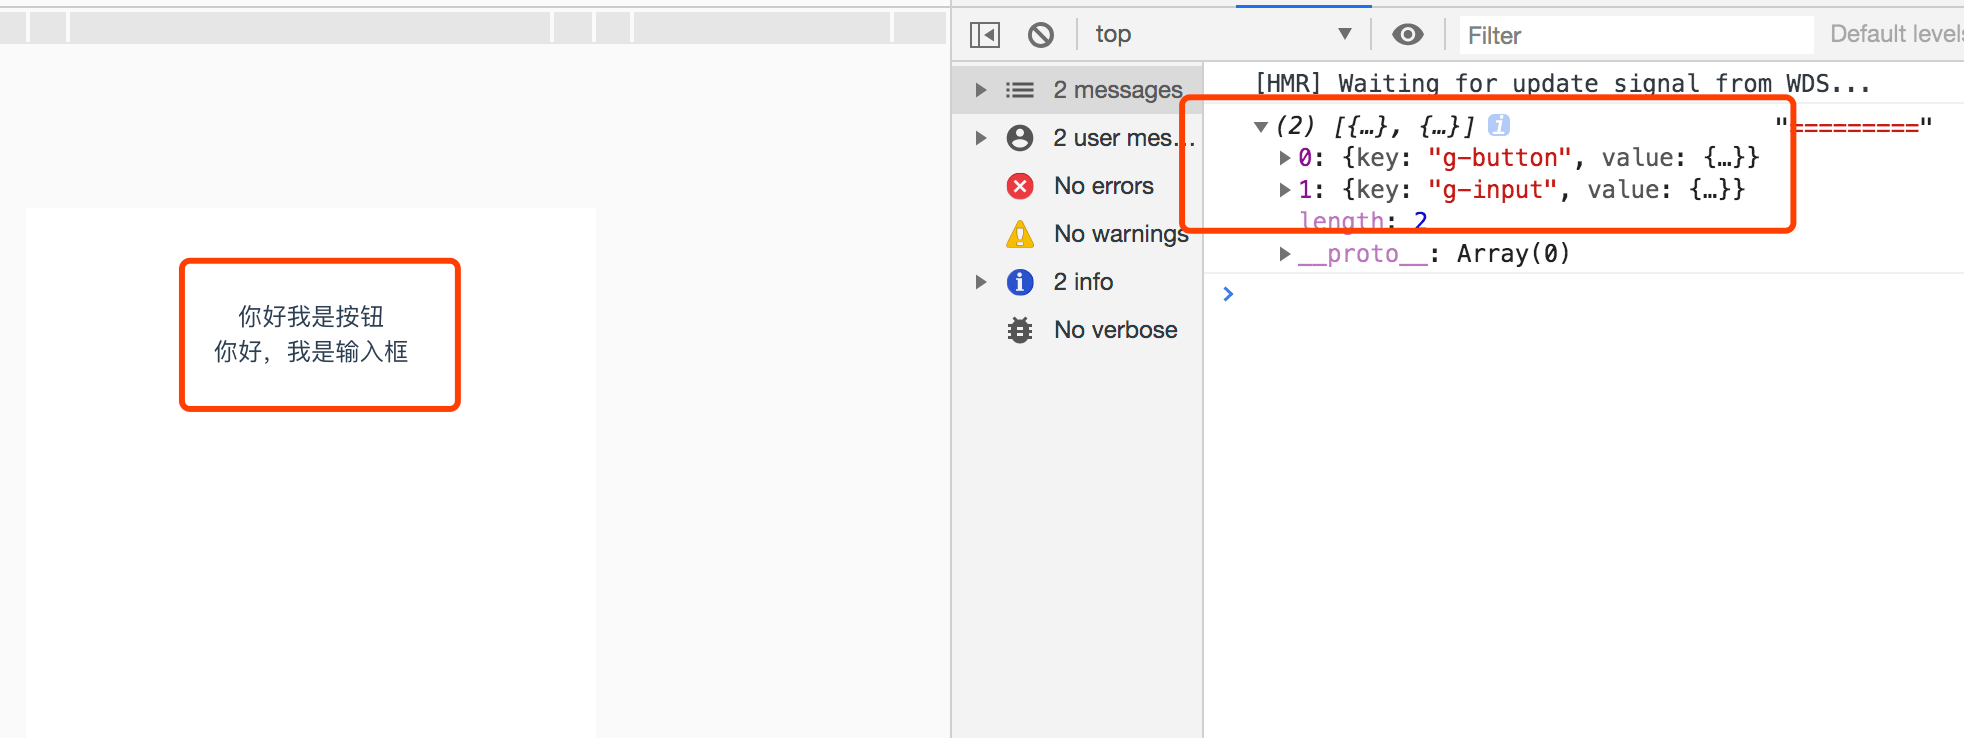 top
Filter
Default levels
2 messages
2 user mes...
No errors
No warnings
2 info
No verbose
[HMR] Waiting for update signal from WDS...
(2) [{…}, {…}] "========="
0: {key: "g-button", value: {…}}
1: {key: "g-input", value: {…}}
length: 2
__proto__: Array(0)
你好我是按钮
你好，我是输入框